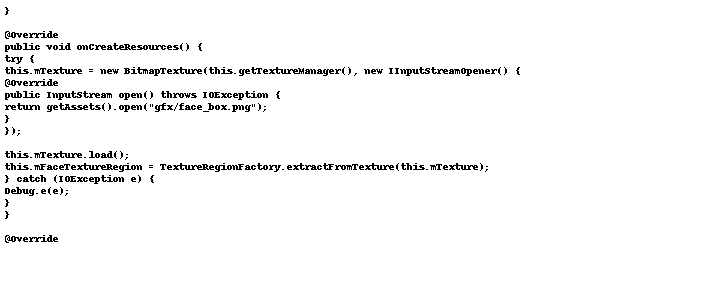 }
@Override
public void onCreateResources() {
try {
this.mTexture = new BitmapTexture(this.getTextureManager(), new IInputStreamOpener() {
@Override
public InputStream open() throws IOException {
return getAssets().open("gfx/face_box.png");
}
});
this.mTexture.load();
this.mFaceTextureRegion = TextureRegionFactory.extractFromTexture(this.mTexture);
} catch (IOException e) {
Debug.e(e);
}
}
@Override